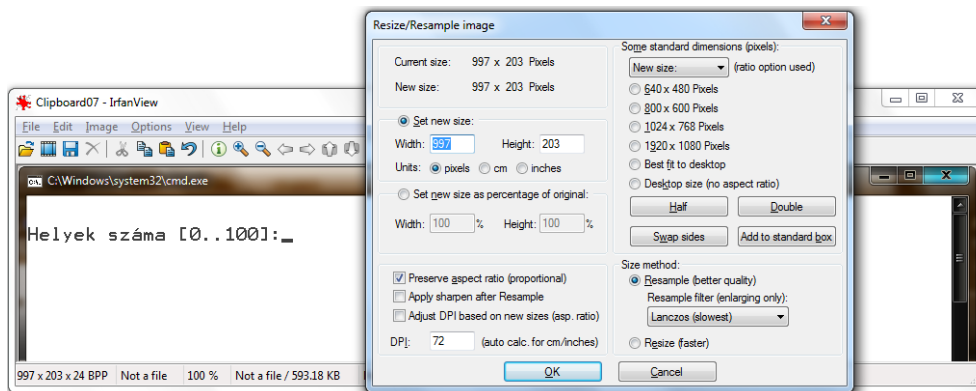 Resize/Resample image
Current size: 997 x 203 Pixels
New size: 997 x 203 Pixels
Set new size:
Width: 997 Height: 203
Units: pixels cm inches
Set new size as percentage of original:
Width: 100 % Height: 100 %
Preserve aspect ratio (proportional)
Apply sharpen after Resample
Adjust DPI based on new sizes (asp. ratio)
DPI: 72 (auto calc. for cm/inches)
Some standard dimensions (pixels):
New size: (ratio option used)
640 x 480 Pixels
800 x 600 Pixels
1024 x 768 Pixels
1920 x 1080 Pixels
Best fit to desktop
Desktop size (no aspect ratio)
Half Double
Swap sides Add to standard box
Size method:
Resample (better quality)
Resample filter (enlarging only):
Lanczos (slowest)
Resize (faster)
OK Cancel
Clipboard07 - IrfanView
File Edit Image Options View Help
C:\Windows\system32\cmd.exe
Helyek száma [0..100]:_
997 x 203 x 24 BPP Not a file 100 % Not a file / 593.18 KB